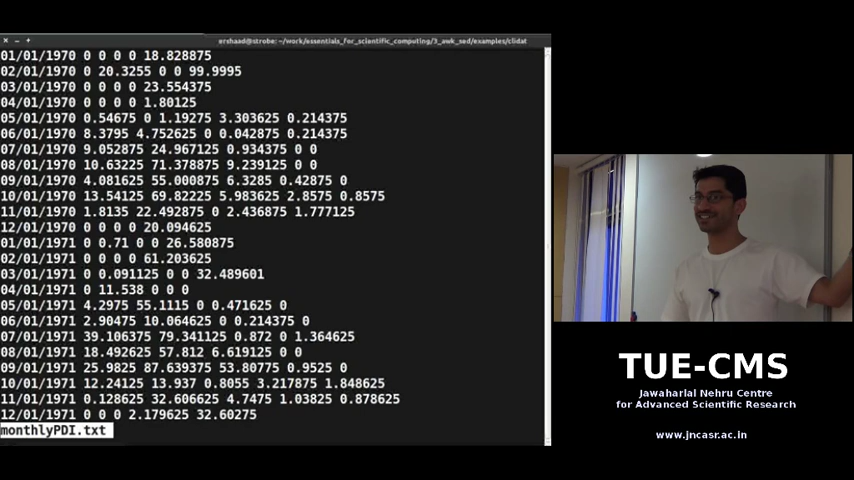 ershaad@strobe: ~/work/essentials_for_scientific_computing/3_awk_sed/examples/clidat
01/01/1970 0 0 0 0 18.828875
02/01/1970 0 20.3255 0 0 99.9995
03/01/1970 0 0 0 0 23.554375
04/01/1970 0 0 0 0 1.80125
05/01/1970 0.54675 0 1.19275 3.303625 0.214375
06/01/1970 8.3795 4.752625 0 0.042875 0.214375
07/01/1970 9.052875 24.967125 0.934375 0 0
08/01/1970 10.63225 71.378875 9.239125 0 0
09/01/1970 4.081625 55.000875 6.3285 0.42875 0
10/01/1970 13.54125 69.82225 5.983625 2.8575 0.8575
11/01/1970 1.8135 22.492875 0 2.436875 1.777125
12/01/1970 0 0 0 0 20.094625
01/01/1971 0 0.71 0 0 26.580875
02/01/1971 0 0 0 0 61.203625
03/01/1971 0 0.091125 0 0 32.489601
04/01/1971 0 11.538 0 0 0
05/01/1971 4.2975 55.1115 0 0.471625 0
06/01/1971 2.90475 10.064625 0 0.214375 0
07/01/1971 39.106375 79.341125 0.872 0 1.364625
08/01/1971 18.492625 57.812 6.619125 0 0
09/01/1971 25.9825 87.639375 53.80775 0.9525 0
10/01/1971 12.24125 13.937 0.8055 3.217875 1.848625
11/01/1971 0.128625 32.606625 4.7475 1.03825 0.878625
12/01/1971 0 0 0 2.179625 32.60275
monthlyPDI.txt
TUE-CMS
Jawaharlal Nehru Centre
for Advanced Scientific Research
www.jncasr.ac.in